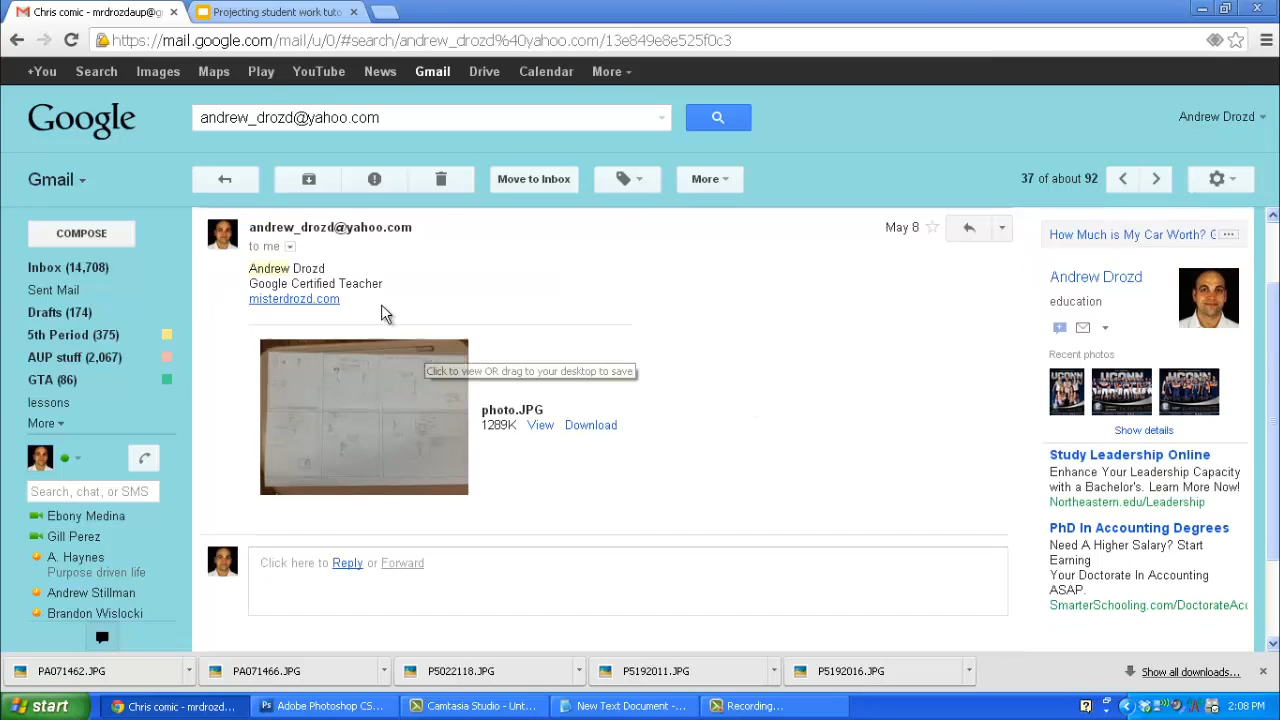 Chris comic - mrdrozdaup@g
Projecting student work tuto
https://mail.google.com/mail/u/0/#search/andrew_drozd%40yahoo.com/13e849e8e525f0c3
+You Search Images Maps Play YouTube News Gmail Drive Calendar More
Google
andrew_drozd@yahoo.com
Andrew Drozd
Gmail
Move to Inbox
More
37 of about 92
COMPOSE
Inbox (14,708)
Sent Mail
Drafts (174)
5th Period (375)
AUP stuff (2,067)
GTA (86)
lessons
More
Search, chat, or SMS
Ebony Medina
Gill Perez
A. Haynes
Purpose driven life
Andrew Stillman
Brandon Wislocki
andrew_drozd@yahoo.com
May 8
to me
Andrew Drozd
Google Certified Teacher
misterdrozd.com
Click to view OR drag to your desktop to save
photo.JPG
1289K View Download
Click here to Reply or Forward
How Much is My Car Worth? G
Andrew Drozd
education
Recent photos
UCONN UCONN UCONN
Show details
Study Leadership Online
Enhance Your Leadership Capacity
with a Bachelor's. Learn More Now!
Northeastern.edu/Leadership
PhD In Accounting Degrees
Need A Higher Salary? Start
Earning
Your Doctorate In Accounting
ASAP.
SmarterSchooling.com/DoctorateAcc
PA071462.JPG
PA071466.JPG
P5022118.JPG
P5192011.JPG
P5192016.JPG
Show all downloads...
start
Chris comic - mrdrozd...
Adobe Photoshop CS...
Camtasia Studio - Unt...
New Text Document -...
Recording...
2:08 PM